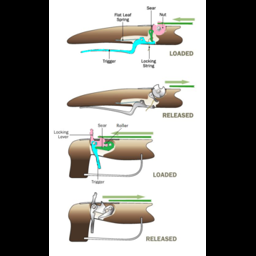 Sear
Flat Leaf
Spring
Nut
Trigger
Locking
String
LOADED
RELEASED
Locking
Lever
Sear
Roller
Trigger
LOADED
RELEASED